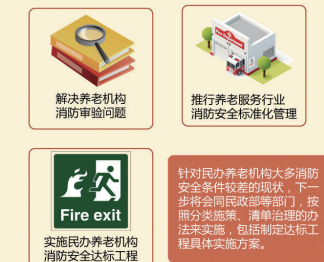 解决养老机构
消防审验问题
Fire Department
推行养老服务行业
消防安全标准化管理
Fire exit
实施民办养老机构
消防安全达标工程
针对民办养老机构大多消防
安全条件较差的现状，下一
步将会同民政部等部门，按
照分类施策、清单治理的办
法来实施，包括制定达标工
程具体实施方案。